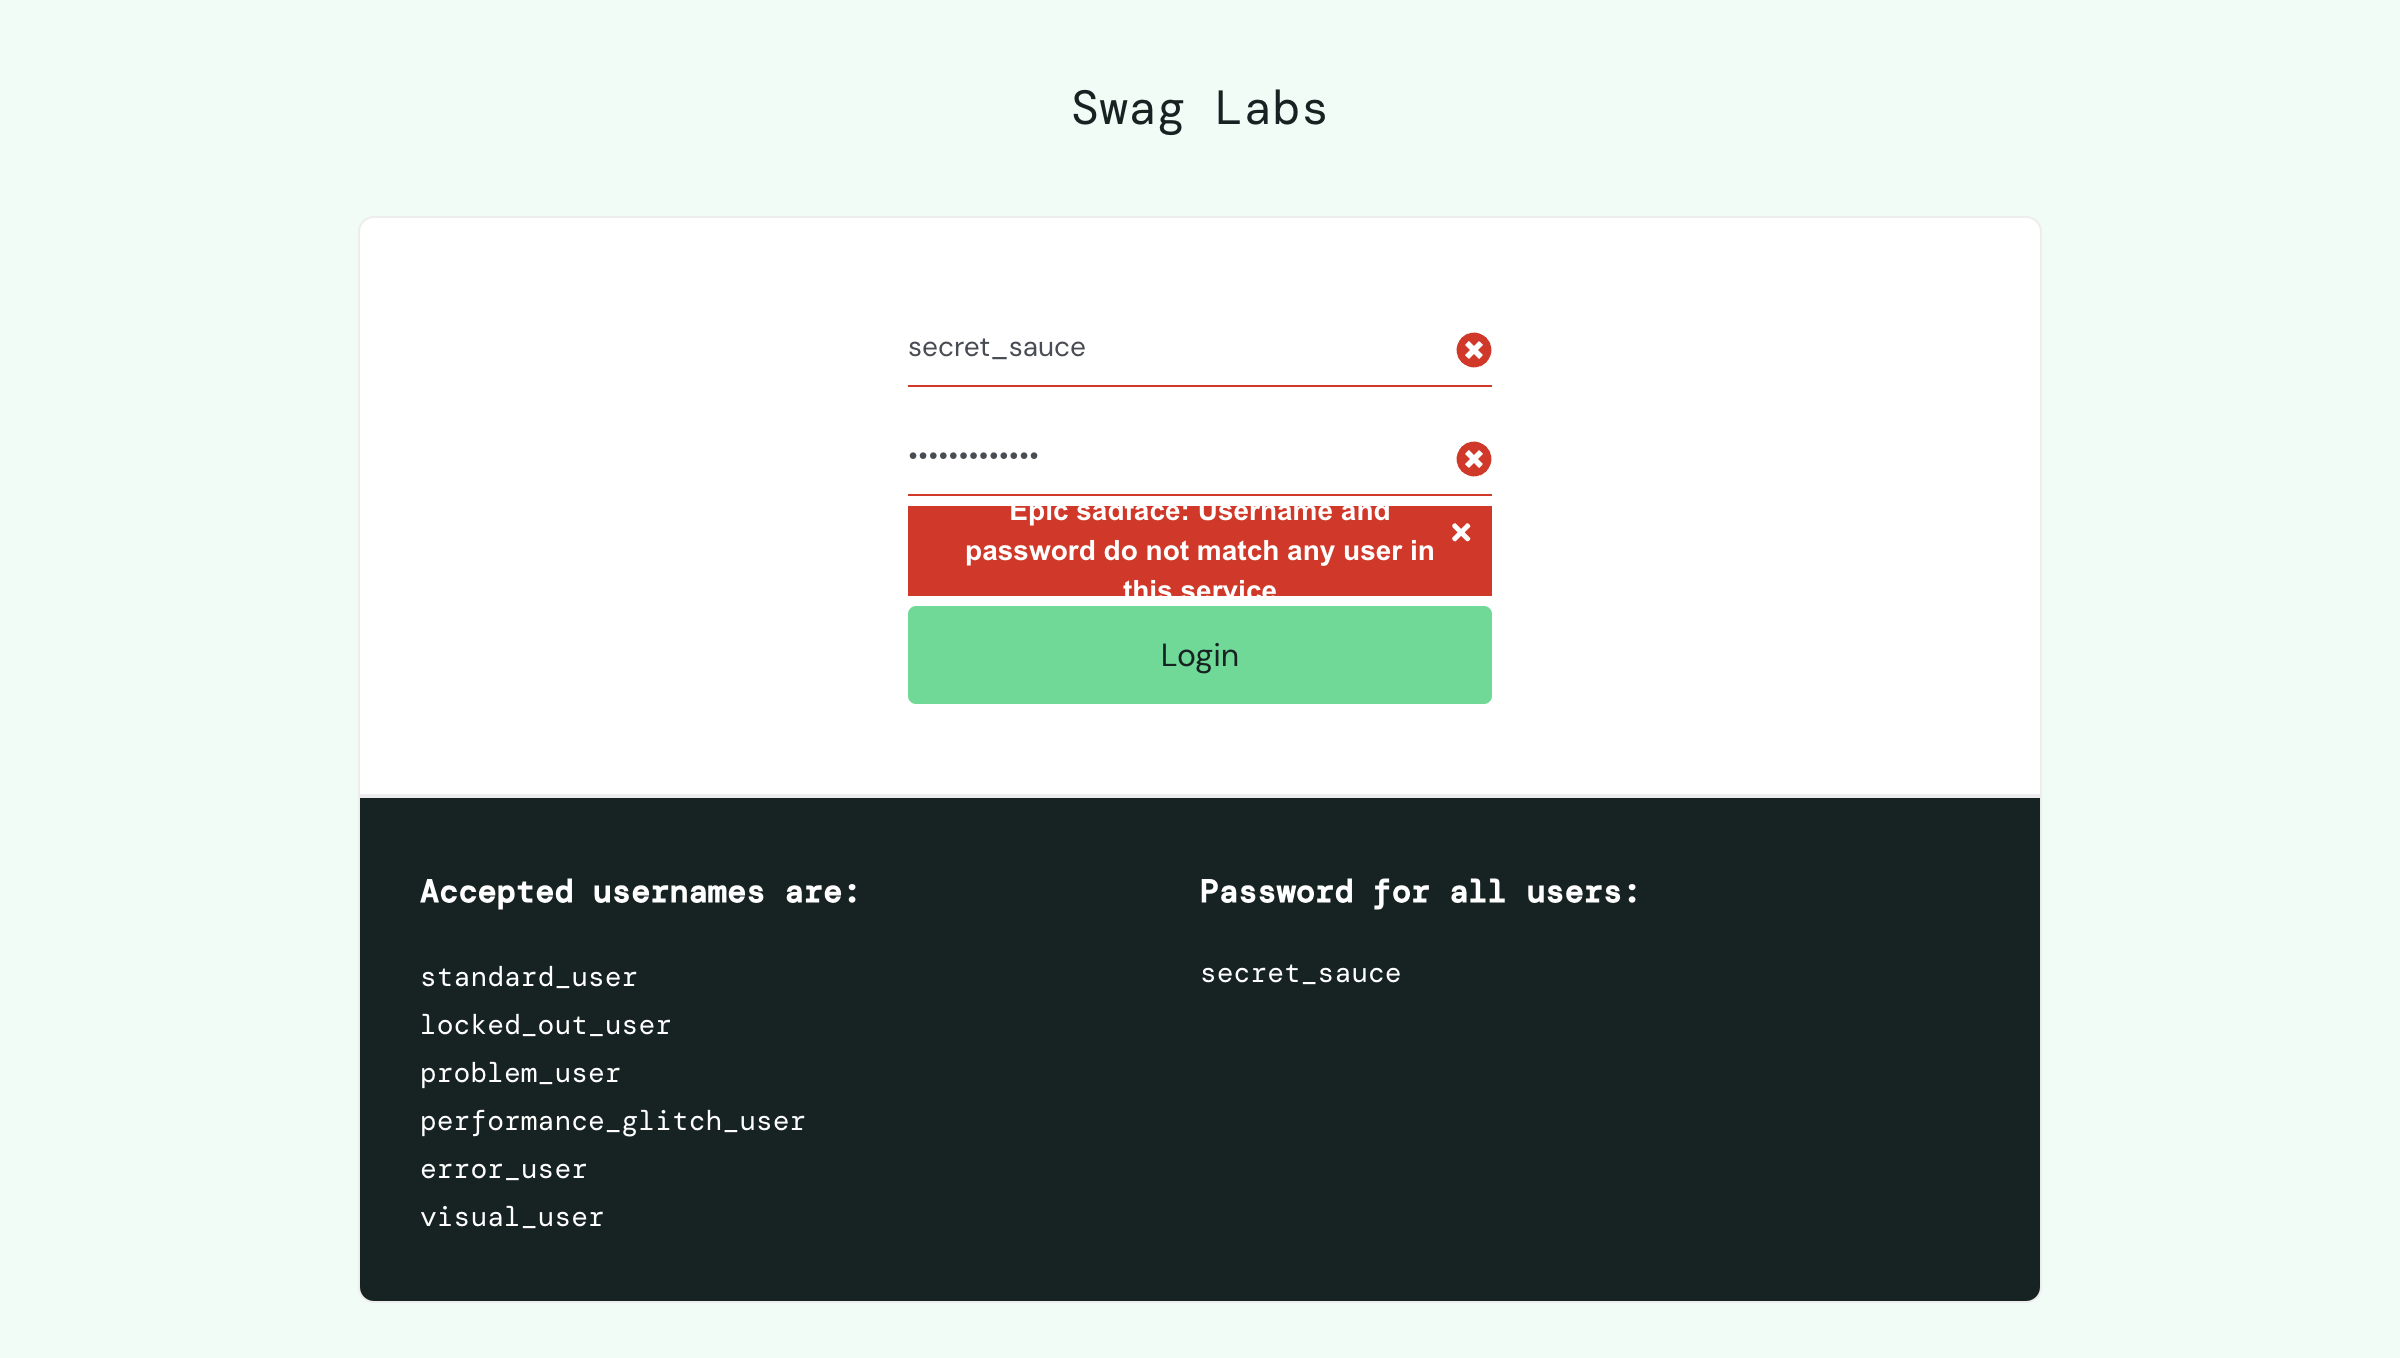 Swag Labs
secret_sauce
•••••••••••••
Epic sadface: Username and
password do not match any user in
this service
Login
Accepted usernames are:
standard_user
locked_out_user
problem_user
performance_glitch_user
error_user
visual_user
Password for all users:
secret_sauce